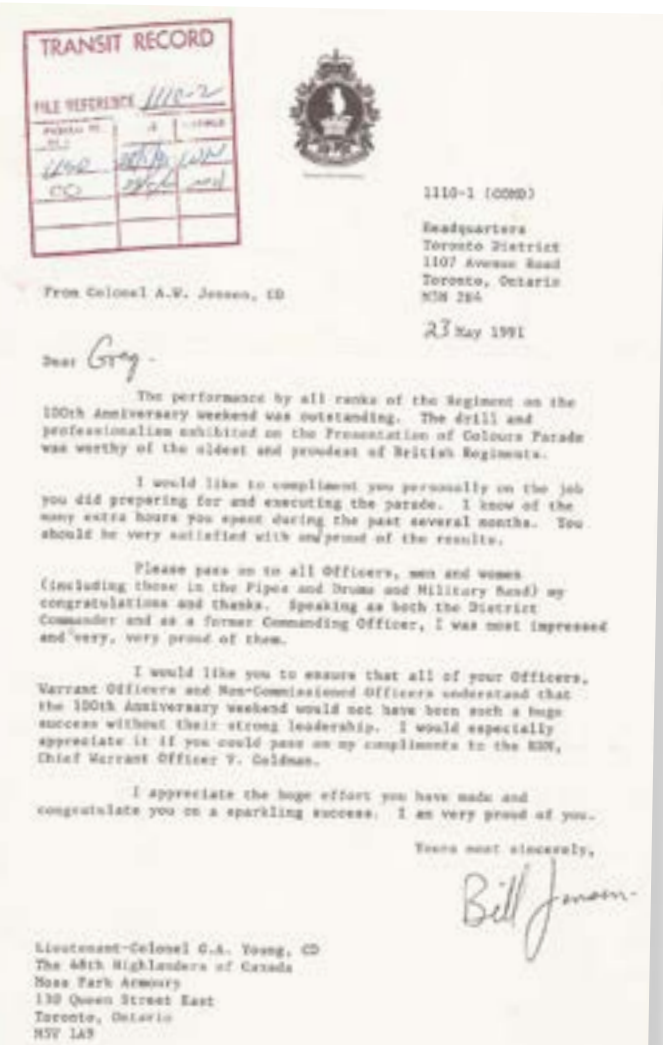 TRANSIT RECORD
FILE REFERENCE 1110-2
CO
1110-1 (COMD)
Headquarters
Toronto District
1107 Avenue Road
Toronto, Ontario
From Colonel A.W. Jensen, CD
23 May 1991
Dear Greg -
The performance by all ranks of the Regiment on the
100th Anniversary weekend was outstanding. The drill and
professionalism exhibited on the Presentation of Colours Parade
was worthy of the oldest and proudest of British Regiments.
I would like to compliment you personally on the job
you did preparing for and executing the parade. I know of the
many extra hours you spent during the past several months. You
should be very satisfied with and proud of the results.
Please pass on to all Officers, men and women
(including those in the Pipes and Drums and Military Band) my
congratulations and thanks. Speaking as both the District
Commander and as a former Commanding Officer, I was most impressed
and very, very proud of them.
I would like you to ensure that all of your Officers,
Warrant Officers and Non-Commissioned Officers understand that
the 100th Anniversary weekend would not have been such a huge
success without their strong leadership. I would especially
appreciate it if you could pass on my compliments to the RSM,
Chief Warrant Officer V. Goldman.
I appreciate the huge effort you have made and
congratulate you on a sparkling success. I am very proud of you.
Yours most sincerely,
Bill Jensen
Lieutenant-Colonel G.A. Young, CD
The 48th Highlanders of Canada
Moss Park Armoury
130 Queen Street East
Toronto, Ontario